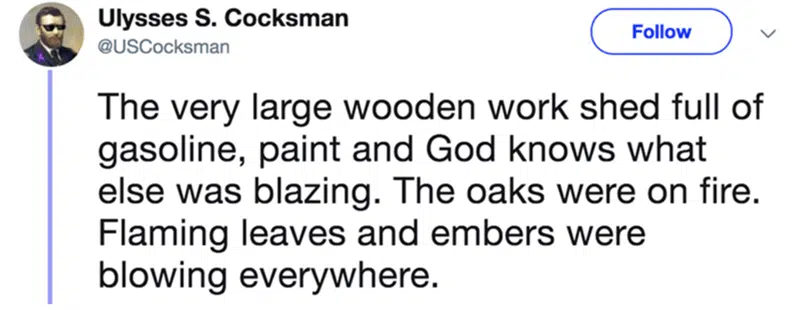 Ulysses S. Cocksman
@USCocksman
Follow
The very large wooden work shed full of
gasoline, paint and God knows what
else was blazing. The oaks were on fire.
Flaming leaves and embers were
blowing everywhere.